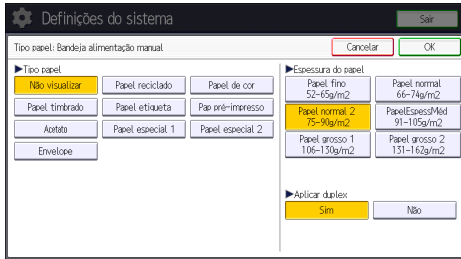 Definições do sistema
Sair
Tipo papel: Bandeja alimentação manual
Cancelar
OK
►Tipo papel
Não visualizar
Papel reciclado
Papel de cor
Papel timbrado
Papel etiqueta
Pap pré-impresso
Acetato
Papel especial 1
Papel especial 2
Envelope
►Espessura do papel
Papel fino
52-65g/m2
Papel normal
66-74g/m2
Papel normal 2
75-90g/m2
PapelEspessMéd
91-105g/m2
Papel grosso 1
106-130g/m2
Papel grosso 2
131-162g/m2
►Aplicar duplex
Sim
Não